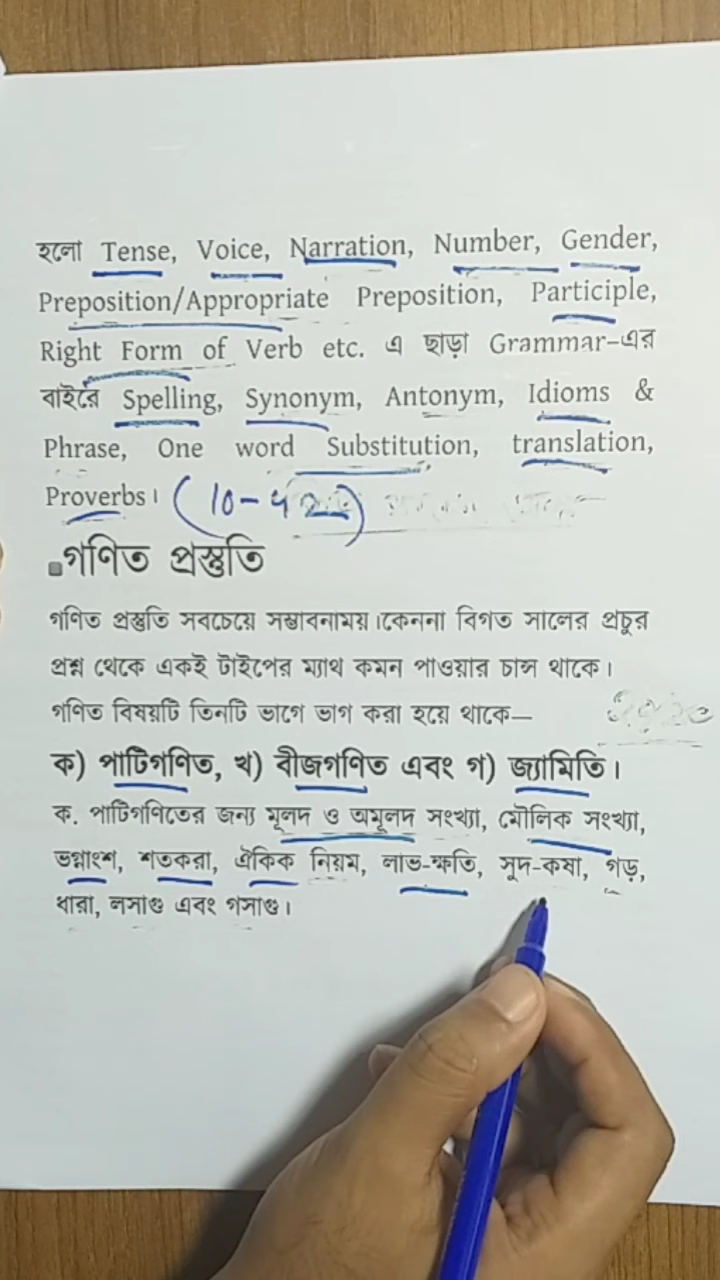 হলো Tense, Voice, Narration, Number, Gender,
Preposition/Appropriate Preposition, Participle,
Right Form of Verb etc. এ ছাড়া Grammar-এর
বাইরে Spelling, Synonym, Antonym, Idioms &
Phrase, One word Substitution, translation,
Proverbs।
গণিত প্রস্তুতি
গণিত প্রস্তুতি সবচেয়ে সম্ভাবনাময়।কেননা বিগত সালের প্রচুর
প্রশ্ন থেকে একই টাইপের ম্যাথ কমন পাওয়ার চান্স থাকে।
গণিত বিষয়টি তিনটি ভাগে ভাগ করা হয়ে থাকে—
ক) পাটিগণিত, খ) বীজগণিত এবং গ) জ্যামিতি।
ক. পাটিগণিতের জন্য মূলদ ও অমূলদ সংখ্যা, মৌলিক সংখ্যা,
ভগ্নাংশ, শতকরা, ঐকিক নিয়ম, লাভ-ক্ষতি, সুদ-কষা, গড়,
ধারা, লসাগু এবং গসাগু।